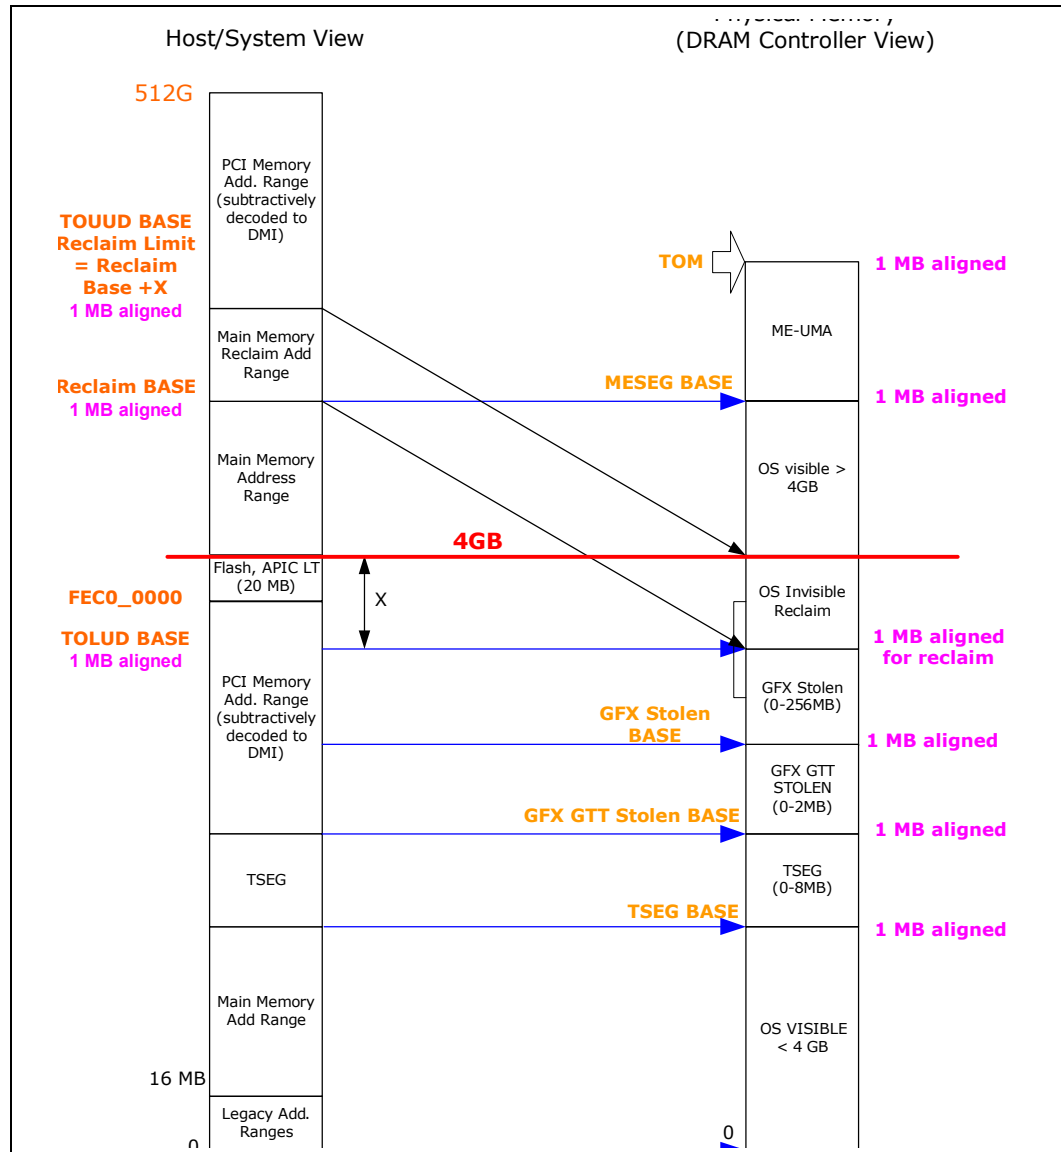 Host/System View
Physical Memory
(DRAM Controller View)
512G
PCI Memory
Add. Range
(subtractively
decoded to
DMI)
TOUUD BASE
Reclaim Limit
= Reclaim
Base +X
1 MB aligned
TOM
1 MB aligned
Main Memory
Reclaim Add
Range
ME-UMA
Reclaim BASE
1 MB aligned
MESEG BASE
1 MB aligned
Main Memory
Address
Range
OS visible >
4GB
4GB
Flash, APIC LT
(20 MB)
X
OS Invisible
Reclaim
FEC0_0000
TOLUD BASE
1 MB aligned
1 MB aligned
for reclaim
PCI Memory
Add. Range
(subtractively
decoded to
DMI)
GFX Stolen
(0-256MB)
GFX Stolen
BASE
1 MB aligned
GFX GTT
STOLEN
(0-2MB)
GFX GTT Stolen BASE
1 MB aligned
TSEG
TSEG
(0-8MB)
TSEG BASE
1 MB aligned
Main Memory
Add Range
OS VISIBLE
< 4 GB
16 MB
Legacy Add.
Ranges
0
0